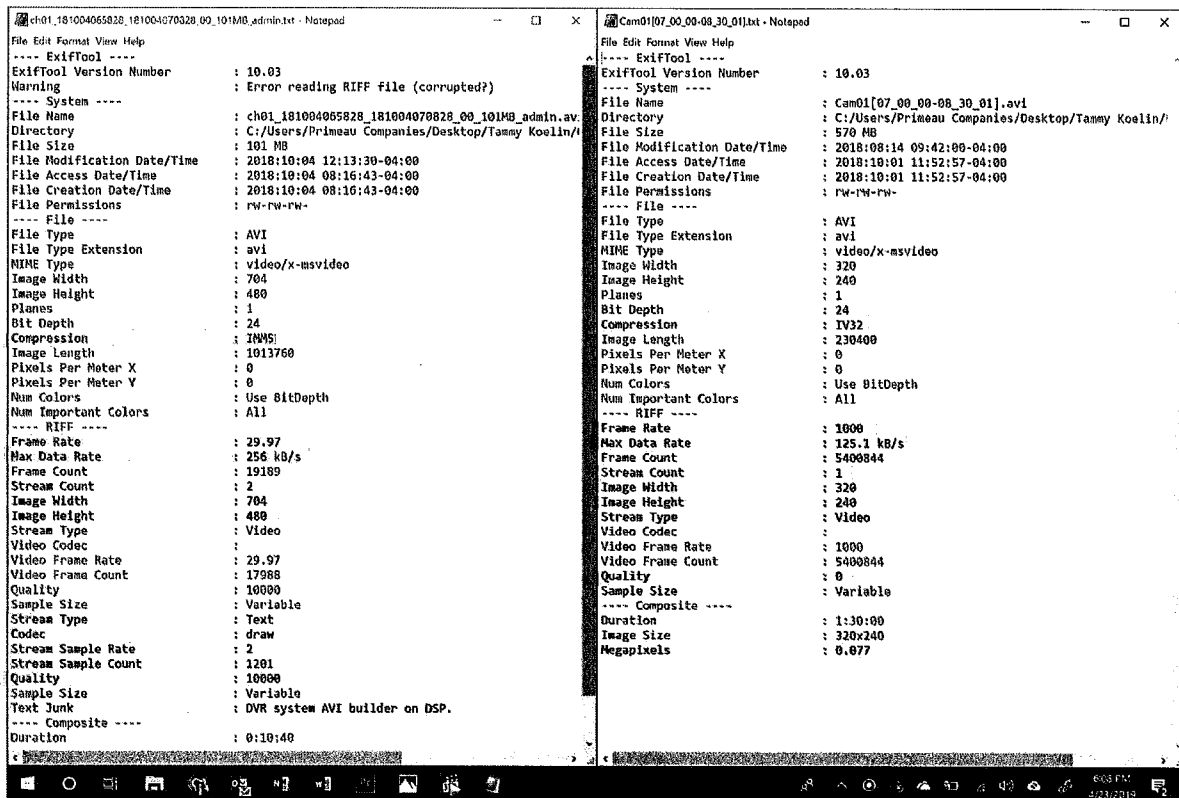 ch01_181004065828_181004070828_00_101MB_admin.txt - Notepad
File Edit Format View Help
---- ExifTool ----
ExifTool Version Number : 10.03
Warning : Error reading RIFF file (corrupted?)
---- System ----
File Name : ch01_181004065828_181004070828_00_101MB_admin.av
Directory : C:/Users/Primeau Companies/Desktop/Tammy Koelin/
File Size : 101 MB
File Modification Date/Time : 2018:10:04 12:13:30-04:00
File Access Date/Time : 2018:10:04 08:16:43-04:00
File Creation Date/Time : 2018:10:04 08:16:43-04:00
File Permissions : rw-rw-rw-
---- File ----
File Type : AVI
File Type Extension : avi
MIME Type : video/x-msvideo
Image Width : 704
Image Height : 480
Planes : 1
Bit Depth : 24
Compression : IMMS
Image Length : 1013760
Pixels Per Meter X : 0
Pixels Per Meter Y : 0
Num Colors : Use BitDepth
Num Important Colors : All
---- RIFF ----
Frame Rate : 29.97
Max Data Rate : 256 kB/s
Frame Count : 19189
Stream Count : 2
Image Width : 704
Image Height : 480
Stream Type : Video
Video Codec :
Video Frame Rate : 29.97
Video Frame Count : 17988
Quality : 10000
Sample Size : Variable
Stream Type : Text
Codec : draw
Stream Sample Rate : 2
Stream Sample Count : 1201
Quality : 10000
Sample Size : Variable
Text Junk : DVR system AVI builder on DSP.
---- Composite ----
Duration : 0:10:40
Cam01[07_00_00-08_30_01].txt - Notepad
File Edit Format View Help
---- ExifTool ----
ExifTool Version Number : 10.03
---- System ----
File Name : Cam01[07_00_00-08_30_01].avi
Directory : C:/Users/Primeau Companies/Desktop/Tammy Koelin/
File Size : 570 MB
File Modification Date/Time : 2018:08:14 09:42:00-04:00
File Access Date/Time : 2018:10:01 11:52:57-04:00
File Creation Date/Time : 2018:10:01 11:52:57-04:00
File Permissions : rw-rw-rw-
---- File ----
File Type : AVI
File Type Extension : avi
MIME Type : video/x-msvideo
Image Width : 320
Image Height : 240
Planes : 1
Bit Depth : 24
Compression : IV32
Image Length : 230400
Pixels Per Meter X : 0
Pixels Per Meter Y : 0
Num Colors : Use BitDepth
Num Important Colors : All
---- RIFF ----
Frame Rate : 1000
Max Data Rate : 125.1 kB/s
Frame Count : 5400844
Stream Count : 1
Image Width : 320
Image Height : 240
Stream Type : Video
Video Codec :
Video Frame Rate : 1000
Video Frame Count : 5400844
Quality : 0
Sample Size : Variable
---- Composite ----
Duration : 1:30:00
Image Size : 320x240
Megapixels : 0.077
6:03 PM
4/23/2019